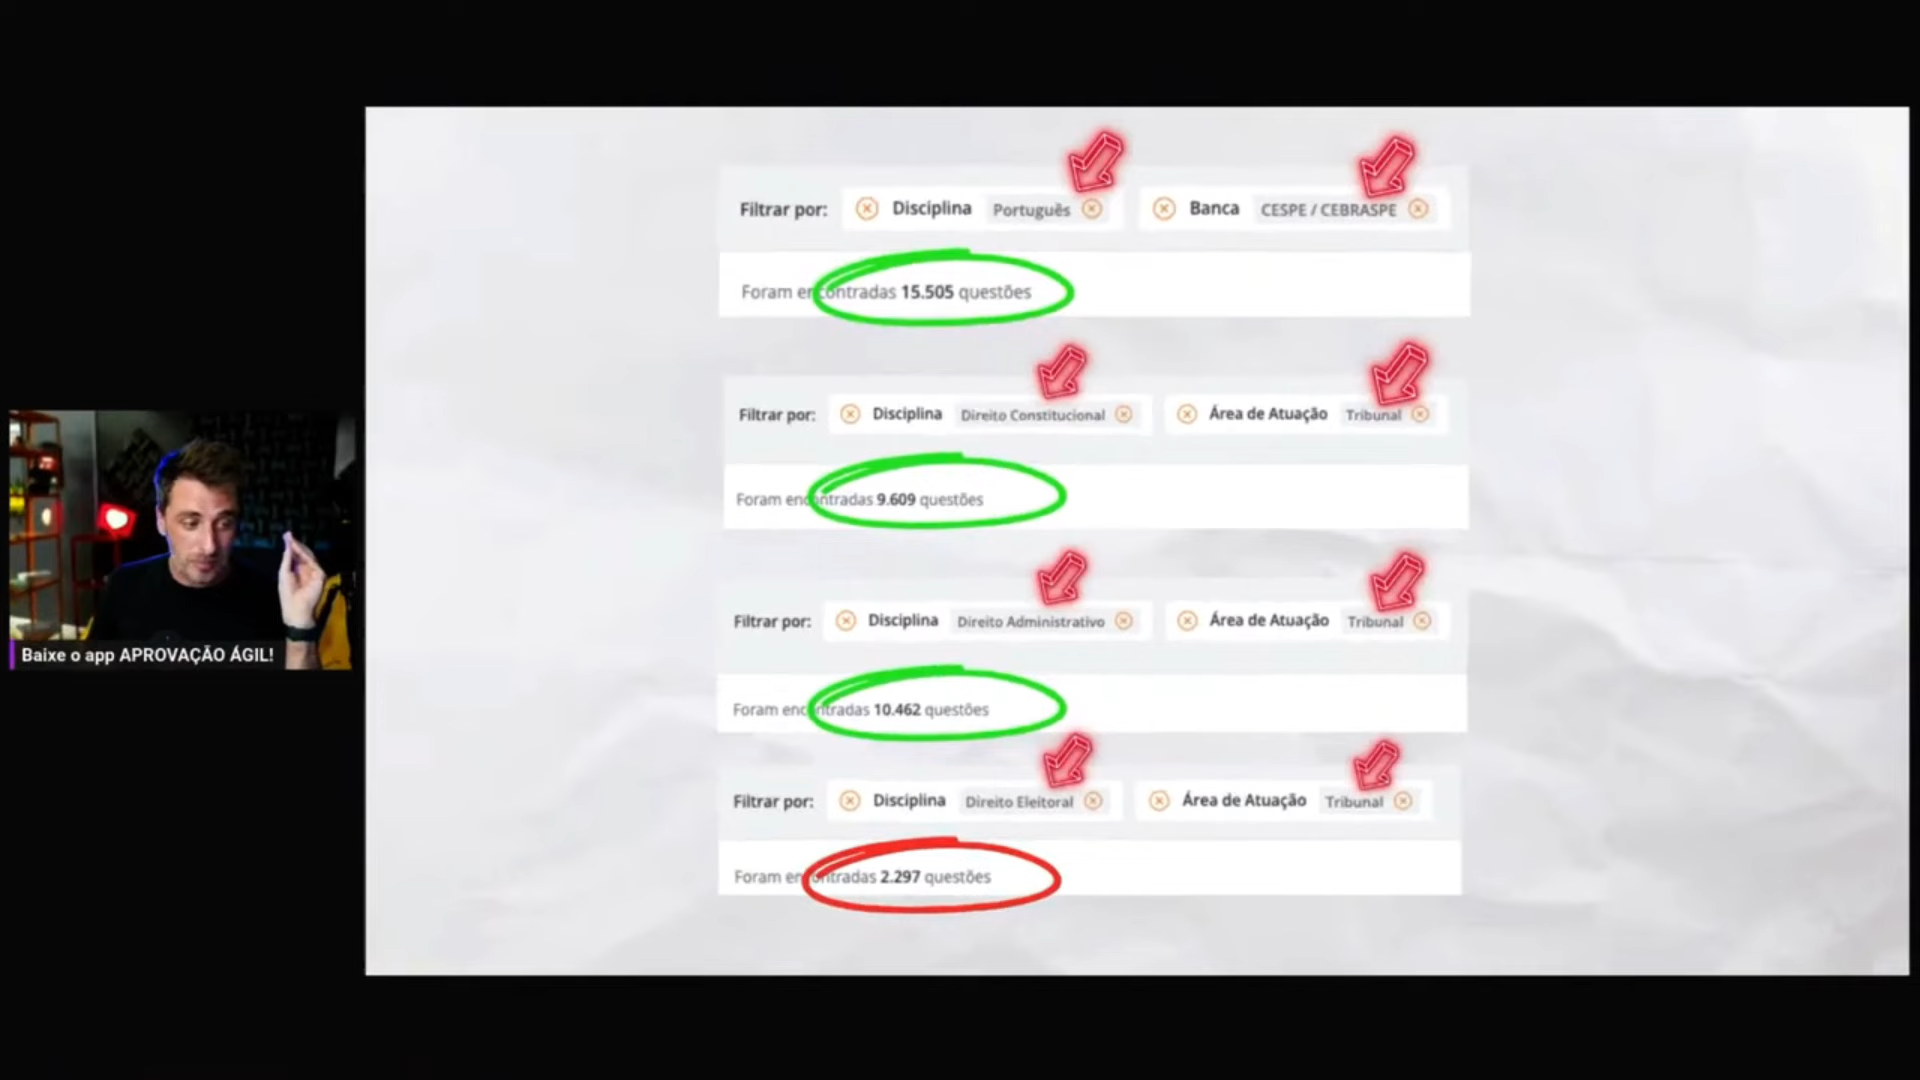 Filtrar por: Disciplina Português Banca CESPE / CEBRASPE
Foram encontradas 15.505 questões
Filtrar por: Disciplina Direito Constitucional Área de Atuação Tribunal
Foram encontradas 9.609 questões
Filtrar por: Disciplina Direito Administrativo Área de Atuação Tribunal
Foram encontradas 10.462 questões
Filtrar por: Disciplina Direito Eleitoral Área de Atuação Tribunal
Foram encontradas 2.297 questões
Baixe o app APROVAÇÃO ÁGIL!